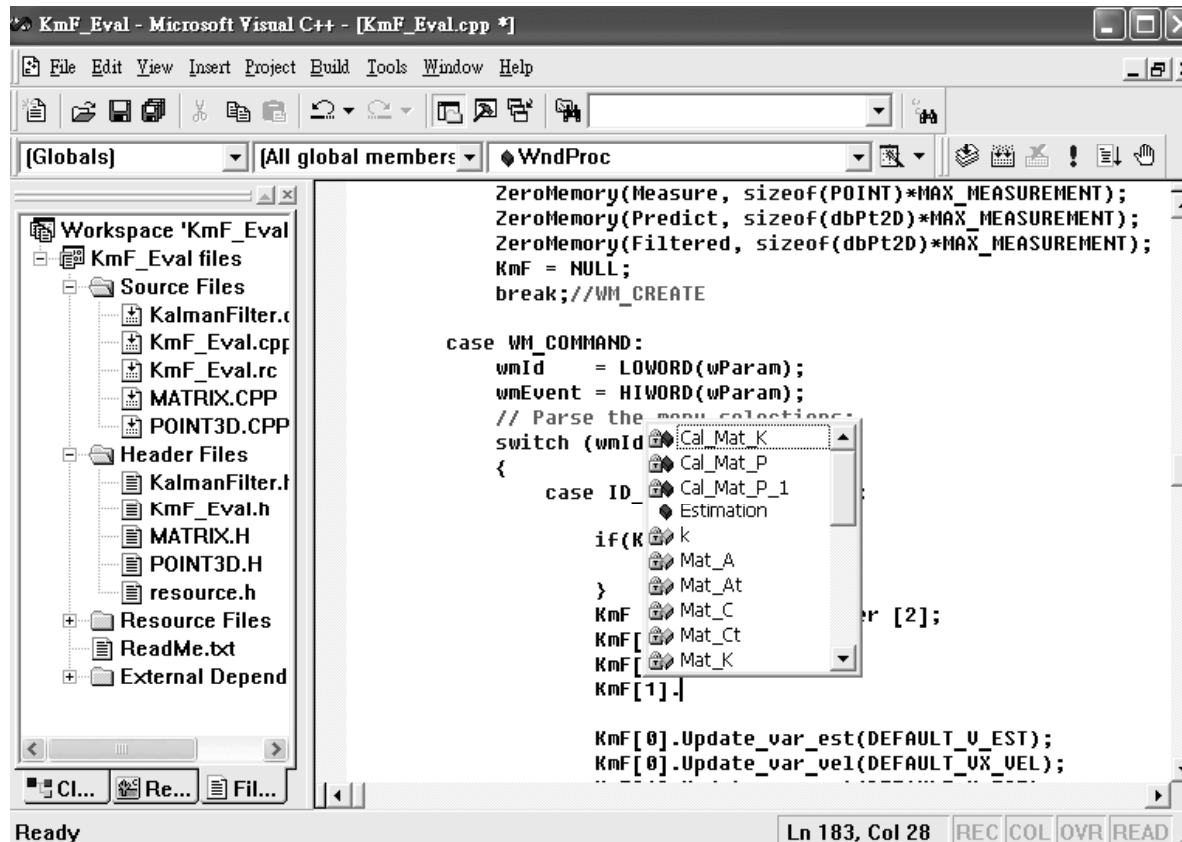 KmF_Eval - Microsoft Visual C++ - [KmF_Eval.cpp *]
File Edit View Insert Project Build Tools Window Help
(Globals) (All global members WndProc
Workspace 'KmF_Eval
KmF_Eval files
Source Files
KalmanFilter.c
KmF_Eval.cpp
KmF_Eval.rc
MATRIX.CPP
POINT3D.CPP
Header Files
KalmanFilter.h
KmF_Eval.h
MATRIX.H
POINT3D.H
resource.h
Resource Files
ReadMe.txt
External Depend
Cl... Re... Fil...
ZeroMemory(Measure, sizeof(POINT)*MAX_MEASUREMENT);
ZeroMemory(Predict, sizeof(dbPt2D)*MAX_MEASUREMENT);
ZeroMemory(Filtered, sizeof(dbPt2D)*MAX_MEASUREMENT);
KmF = NULL;
break;//WM_CREATE
case WM_COMMAND:
wmId = LOWORD(wParam);
wmEvent = HIWORD(wParam);
// Parse the menu selections:
switch (wmId
{
case ID_ :
if(K
}
KmF er [2];
KmF[
KmF[
KmF[1].
Cal_Mat_K
Cal_Mat_P
Cal_Mat_P_1
Estimation
k
Mat_A
Mat_At
Mat_C
Mat_Ct
Mat_K
KmF[0].Update_var_est(DEFAULT_V_EST);
KmF[0].Update_var_vel(DEFAULT_VX_VEL);
Ready Ln 183, Col 28 REC COL OVR READ